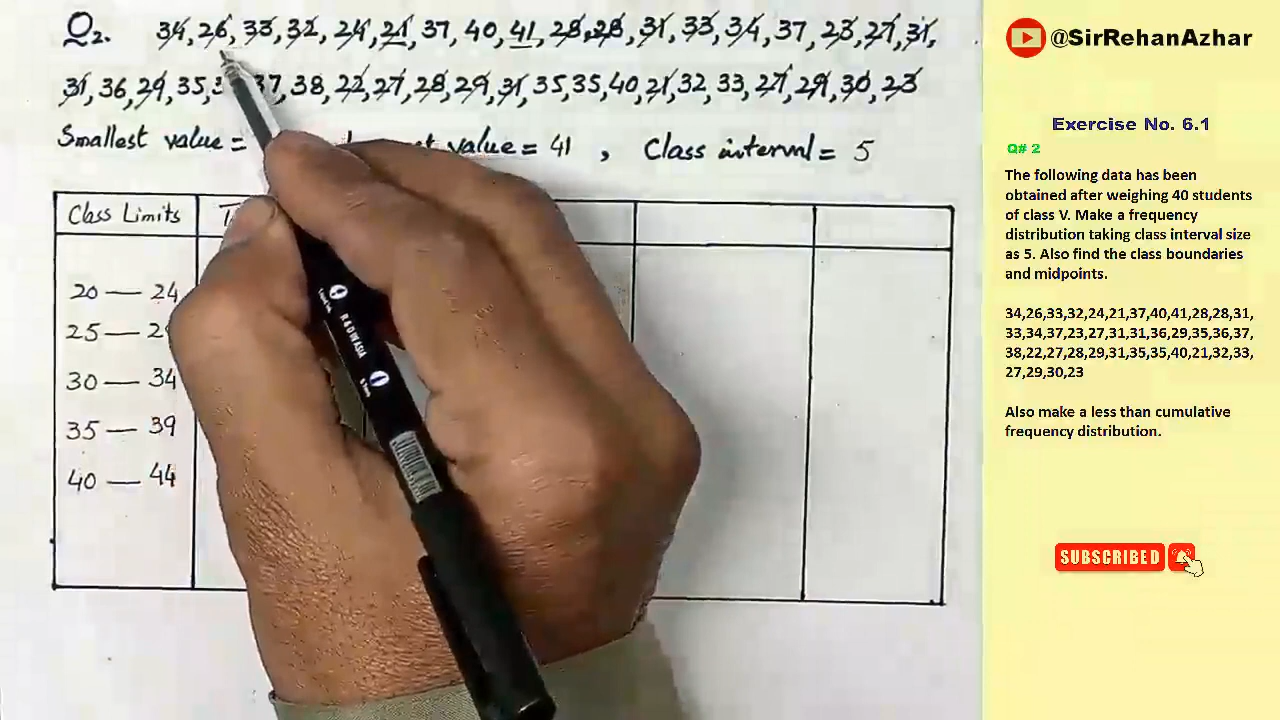 Q2. 34, 26, 33, 32, 24, 21, 37, 40, 41, 28, 28, 31, 33, 34, 37, 23, 27, 31,
31, 36, 29, 35, 37, 38, 22, 27, 28, 29, 31, 35, 35, 40, 21, 32, 33, 27, 29, 30, 23
Smallest value = value = 41 , Class interval = 5
Class Limits
20 — 24
25 — 29
30 — 34
35 — 39
40 — 44
@SirRehanAzhar
Exercise No. 6.1
Q# 2
The following data has been
obtained after weighing 40 students
of class V. Make a frequency
distribution taking class interval size
as 5. Also find the class boundaries
and midpoints.
34,26,33,32,24,21,37,40,41,28,28,31,
33,34,37,23,27,31,31,36,29,35,36,37,
38,22,27,28,29,31,35,35,40,21,32,33,
27,29,30,23
Also make a less than cumulative
frequency distribution.
SUBSCRIBED